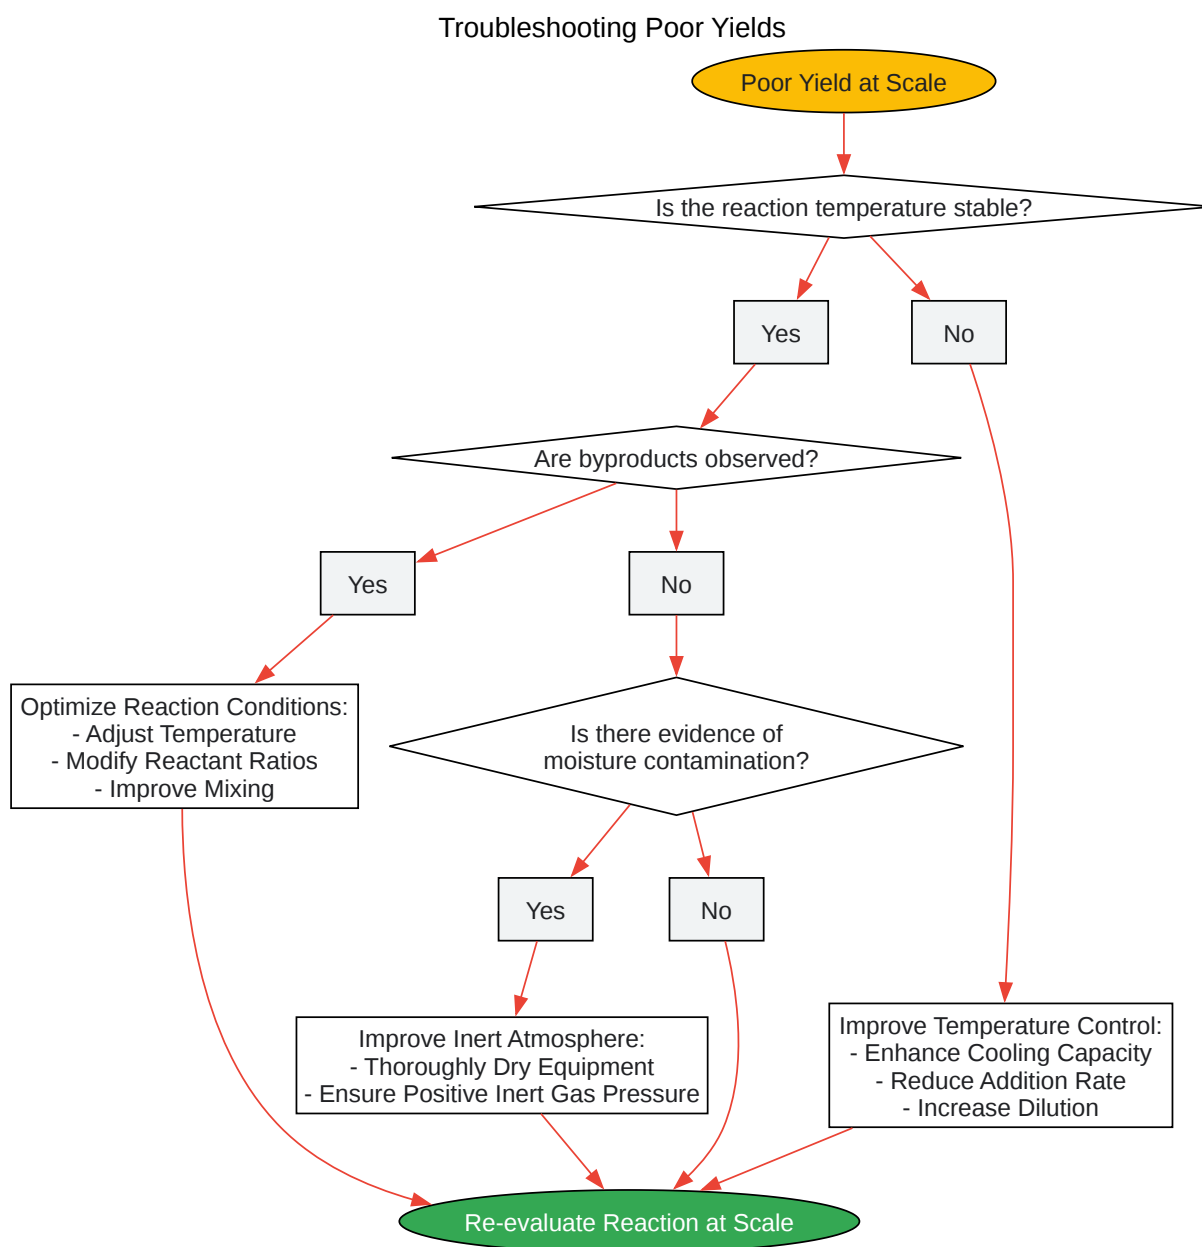 Troubleshooting Poor Yields
Poor Yield at Scale
Is the reaction temperature stable?
Yes
No
Are byproducts observed?
Yes
No
Optimize Reaction Conditions:
- Adjust Temperature
- Modify Reactant Ratios
- Improve Mixing
Is there evidence of
moisture contamination?
Yes
No
Improve Inert Atmosphere:
- Thoroughly Dry Equipment
- Ensure Positive Inert Gas Pressure
Improve Temperature Control:
- Enhance Cooling Capacity
- Reduce Addition Rate
- Increase Dilution
Re-evaluate Reaction at Scale